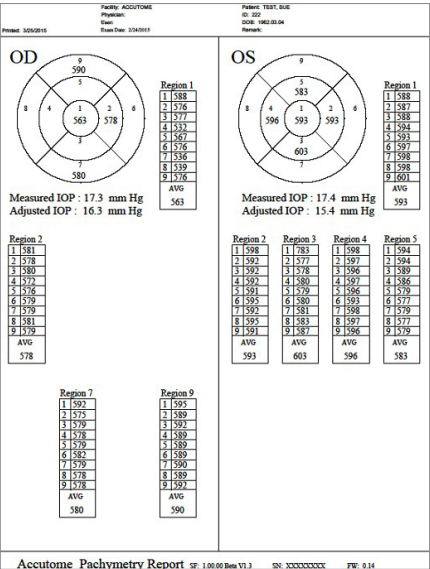 Facility: ACCUTOME
Physician:
Exam:
Printed: 3/25/2015
Exam Date: 2/24/2015
Patient: TEST, SUE
ID: 222
DOB: 1962.03.04
Remark:
OD
9
590
5
8 4 1 2 6
563 578
3
7
580
Region 1
1 588
2 576
3 577
4 532
5 567
6 576
7 536
8 539
9 576
AVG
563
Measured IOP : 17.3 mm Hg
Adjusted IOP : 16.3 mm Hg
Region 2
1 581
2 578
3 580
4 572
5 576
6 579
7 579
8 581
9 579
AVG
578
Region 7
1 592
2 575
3 579
4 578
5 579
6 582
7 579
8 578
9 578
AVG
580
Region 9
1 595
2 589
3 592
4 589
5 589
6 589
7 590
8 589
9 592
AVG
590
OS
9
5
583
8 4 1 2 6
596 593 593
3
603
7
Region 1
1 588
2 587
3 588
4 594
5 593
6 597
7 598
8 598
9 601
AVG
593
Measured IOP : 17.4 mm Hg
Adjusted IOP : 15.4 mm Hg
Region 2
1 598
2 592
3 592
4 592
5 591
6 595
7 592
8 595
9 591
AVG
593
Region 3
1 783
2 577
3 578
4 580
5 579
6 580
7 581
8 583
9 587
AVG
603
Region 4
1 598
2 597
3 596
4 597
5 596
6 593
7 598
8 597
9 596
AVG
596
Region 5
1 594
2 594
3 589
4 586
5 579
6 577
7 579
8 577
9 579
AVG
583
Accutome Pachymetry Report SF: 1.00.00 Beta V1.3 SN: XXXXXXXXX FW: 0.14